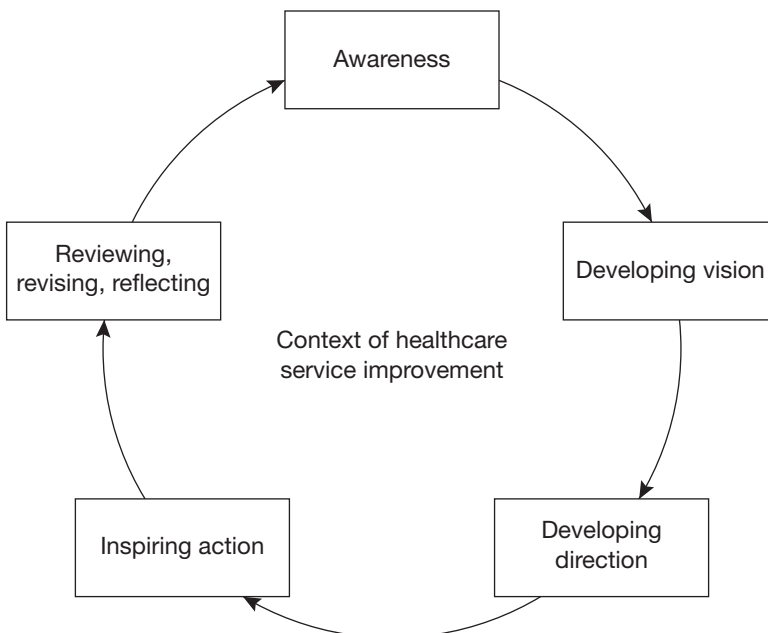 Awareness
Developing vision
Developing
direction
Inspiring action
Reviewing,
revising, reflecting
Context of healthcare
service improvement